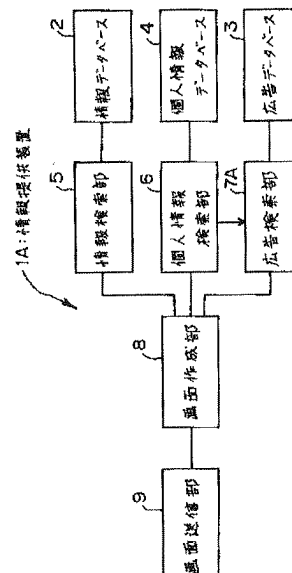 1A:情報提供装置
2
情報データベース
4
個人情報
データベース
3
広告データベース
5
情報検索部
6
個人情報
検索部
7A
広告検索部
8
画面作成部
9
画面送信部